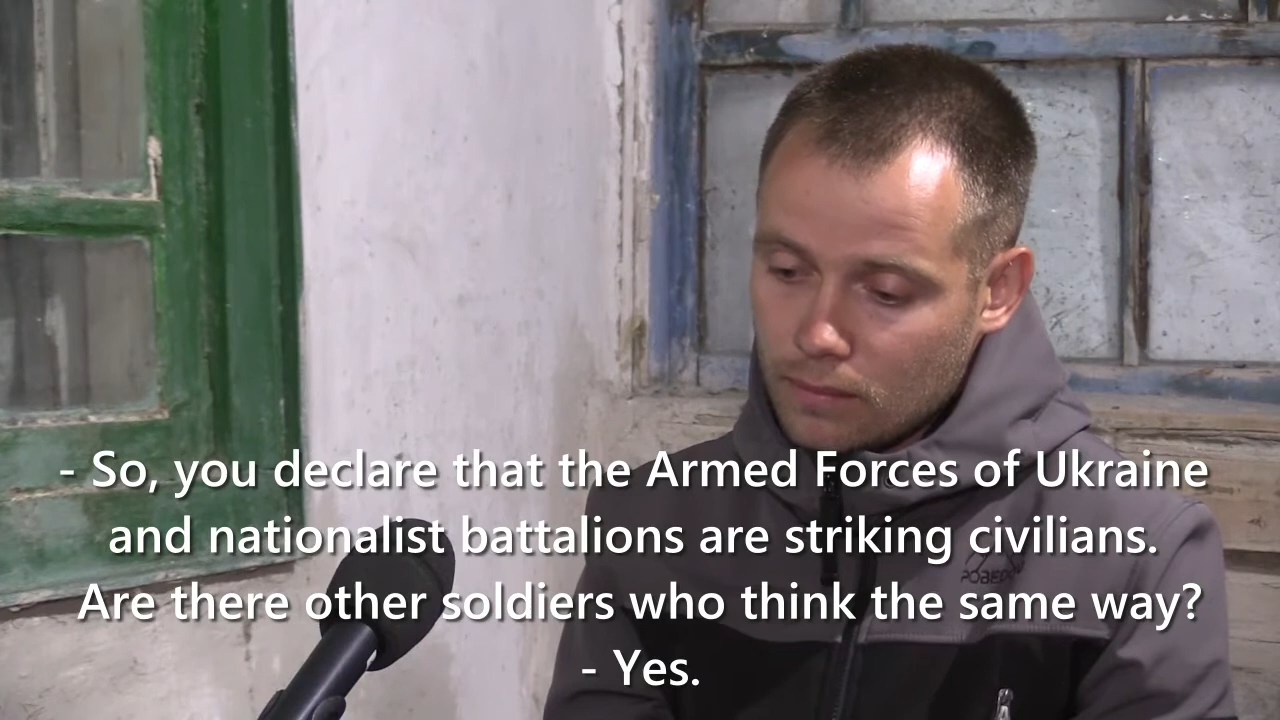 - So, you declare that the Armed Forces of Ukraine
and nationalist battalions are striking civilians.
Are there other soldiers who think the same way?
- Yes.